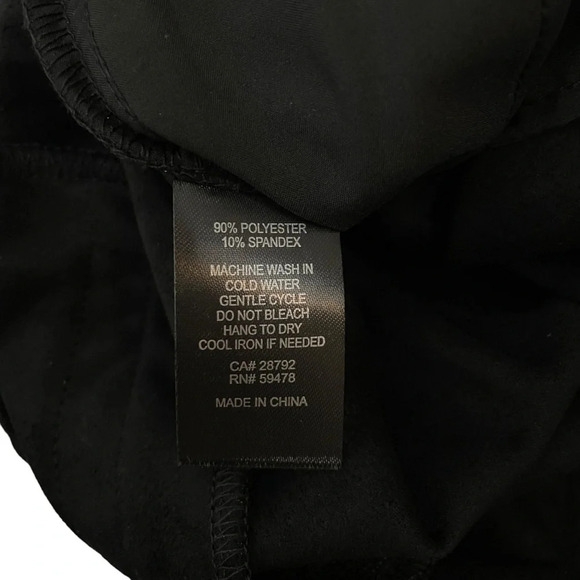 90% POLYESTER
10% SPANDEX
MACHINE WASH IN
COLD WATER
GENTLE CYCLE
DO NOT BLEACH
HANG TO DRY
COOL IRON IF NEEDED
CA# 28792
RN# 59478
MADE IN CHINA